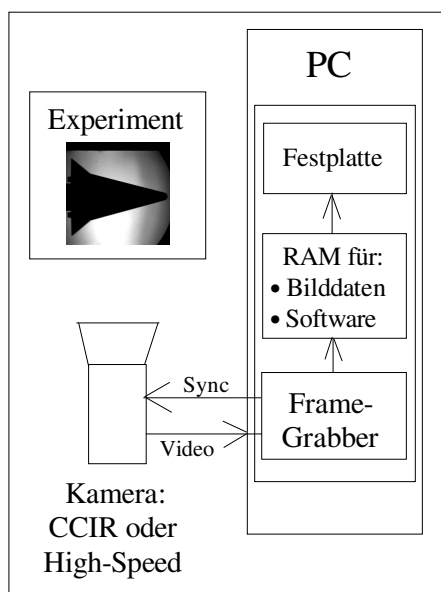 PC
Experiment
Festplatte
RAM für:
• Bilddaten
• Software
Sync
Video
Frame-
Grabber
Kamera:
CCIR oder
High-Speed